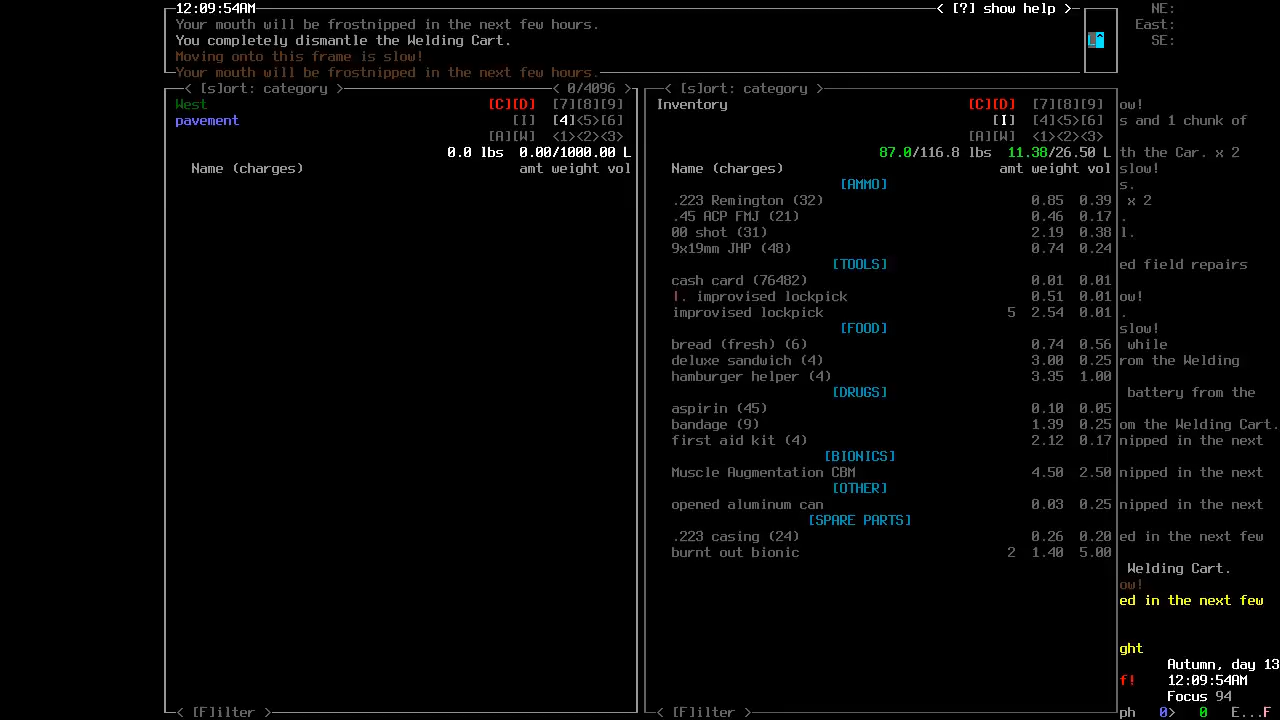 12:09:54AM < [?] show help > NE:
Your mouth will be frostnipped in the next few hours. East:
You completely dismantle the Welding Cart. L^ SE:
Moving onto this frame is slow!
Your mouth will be frostnipped in the next few hours.
< [s]ort: category > < 0/4096 > < [s]ort: category >
West [C][D] [7][8][9] Inventory [C][D] [7][8][9] ow!
pavement [I] [4]<5>[6] [I] [4]<5>[6] s and 1 chunk of
[A][W] <1><2><3> [A][W] <1><2><3>
0.0 lbs 0.00/1000.00 L 87.0/116.8 lbs 11.38/26.50 L th the Car. x 2
Name (charges) amt weight vol Name (charges) amt weight vol slow!
[AMMO] s.
.223 Remington (32) 0.85 0.39 x 2
.45 ACP FMJ (21) 0.46 0.17 .
00 shot (31) 2.19 0.38 l.
9x19mm JHP (48) 0.74 0.24
[TOOLS] ed field repairs
cash card (76482) 0.01 0.01
|. improvised lockpick 0.51 0.01 ow!
improvised lockpick 5 2.54 0.01 .
[FOOD] slow!
bread (fresh) (6) 0.74 0.56 while
deluxe sandwich (4) 3.00 0.25 rom the Welding
hamburger helper (4) 3.35 1.00
[DRUGS] battery from the
aspirin (45) 0.10 0.05
bandage (9) 1.39 0.25 om the Welding Cart.
first aid kit (4) 2.12 0.17 nipped in the next
[BIONICS]
Muscle Augmentation CBM 4.50 2.50 nipped in the next
[OTHER]
opened aluminum can 0.03 0.25 nipped in the next
[SPARE PARTS]
.223 casing (24) 0.26 0.20 ed in the next few
burnt out bionic 2 1.40 5.00
Welding Cart.
ow!
ed in the next few
ght
Autumn, day 13
f! 12:09:54AM
Focus 94
< [F]ilter > < [F]ilter > ph 0> 0 E...F